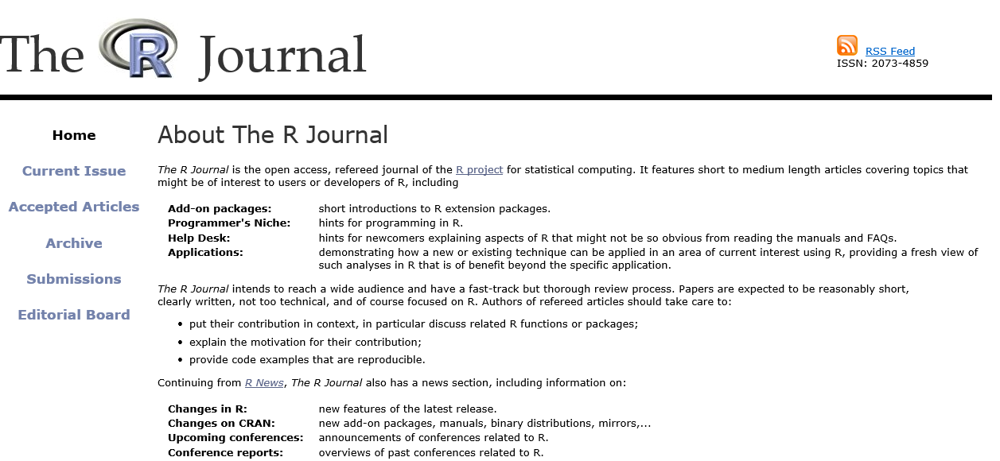 The R Journal
RSS Feed
ISSN: 2073-4859
Home
Current Issue
Accepted Articles
Archive
Submissions
Editorial Board
About The R Journal
The R Journal is the open access, refereed journal of the R project for statistical computing. It features short to medium length articles covering topics that
might be of interest to users or developers of R, including
Add-on packages: short introductions to R extension packages.
Programmer's Niche: hints for programming in R.
Help Desk: hints for newcomers explaining aspects of R that might not be so obvious from reading the manuals and FAQs.
Applications: demonstrating how a new or existing technique can be applied in an area of current interest using R, providing a fresh view of
such analyses in R that is of benefit beyond the specific application.
The R Journal intends to reach a wide audience and have a fast-track but thorough review process. Papers are expected to be reasonably short,
clearly written, not too technical, and of course focused on R. Authors of refereed articles should take care to:
• put their contribution in context, in particular discuss related R functions or packages;
• explain the motivation for their contribution;
• provide code examples that are reproducible.
Continuing from R News, The R Journal also has a news section, including information on:
Changes in R: new features of the latest release.
Changes on CRAN: new add-on packages, manuals, binary distributions, mirrors,...
Upcoming conferences: announcements of conferences related to R.
Conference reports: overviews of past conferences related to R.